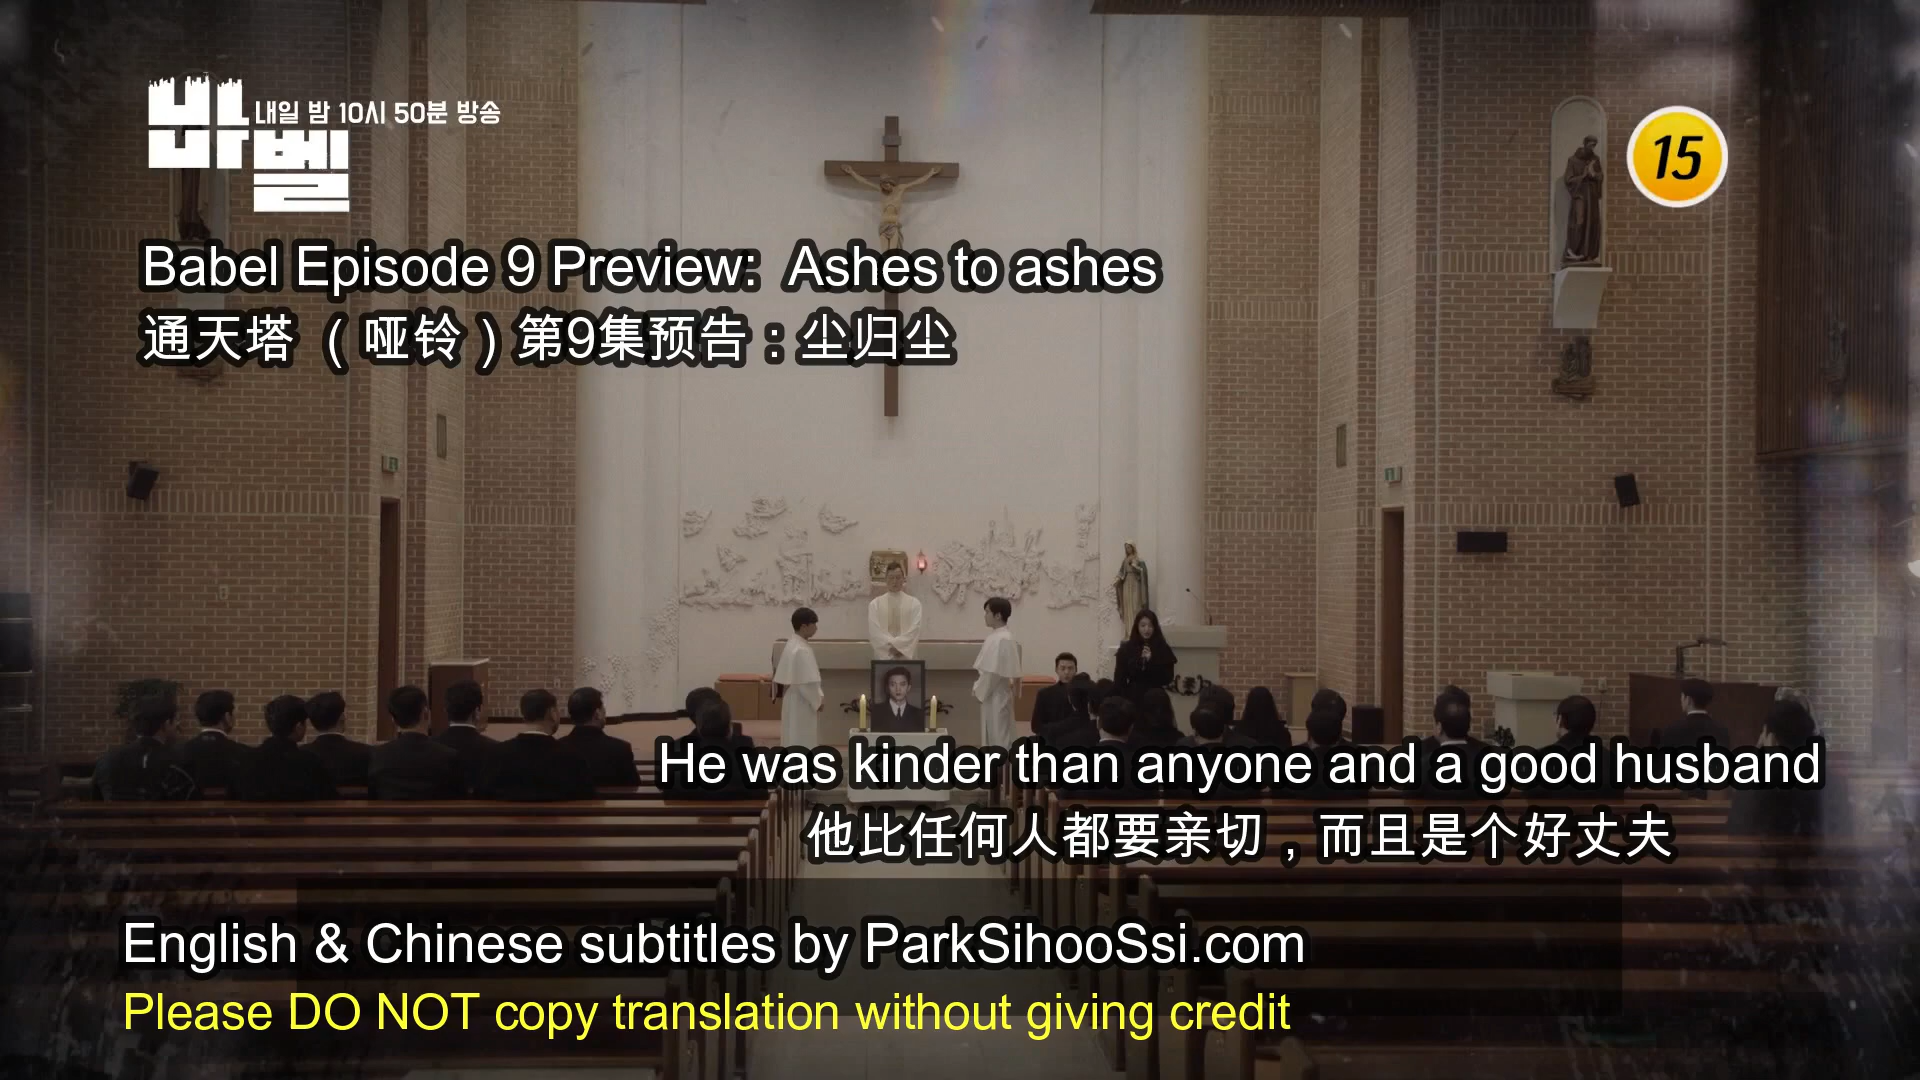 바벨
내일 밤 10시 50분 방송
15
Babel Episode 9 Preview: Ashes to ashes
通天塔 （哑铃）第9集预告：尘归尘
He was kinder than anyone and a good husband
他比任何人都要亲切，而且是个好丈夫
English & Chinese subtitles by ParkSihooSsi.com
Please DO NOT copy translation without giving credit